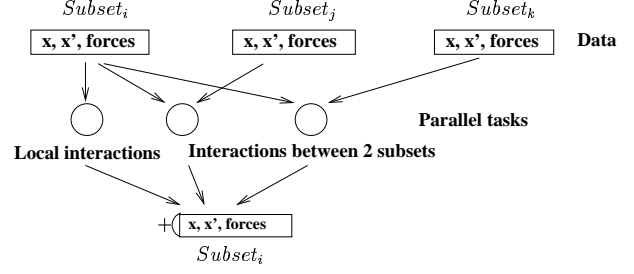 Subset_i Subset_j Subset_k
x, x', forces x, x', forces x, x', forces Data
Parallel tasks
Local interactions Interactions between 2 subsets
+ x, x', forces
Subset_i